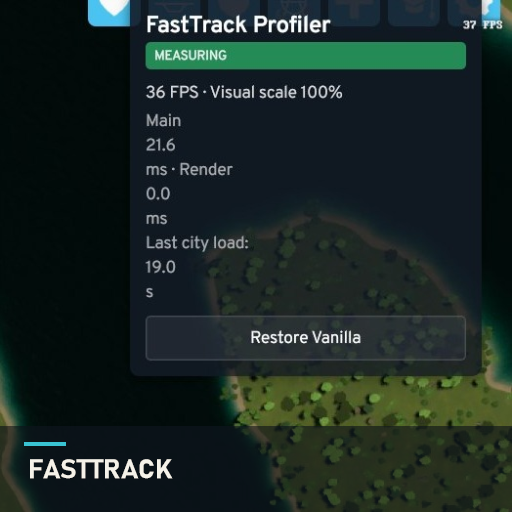 37 FPS
FastTrack Profiler
MEASURING
36 FPS · Visual scale 100%
Main
21.6
ms · Render
0.0
ms
Last city load:
19.0
s
Restore Vanilla
FASTTRACK